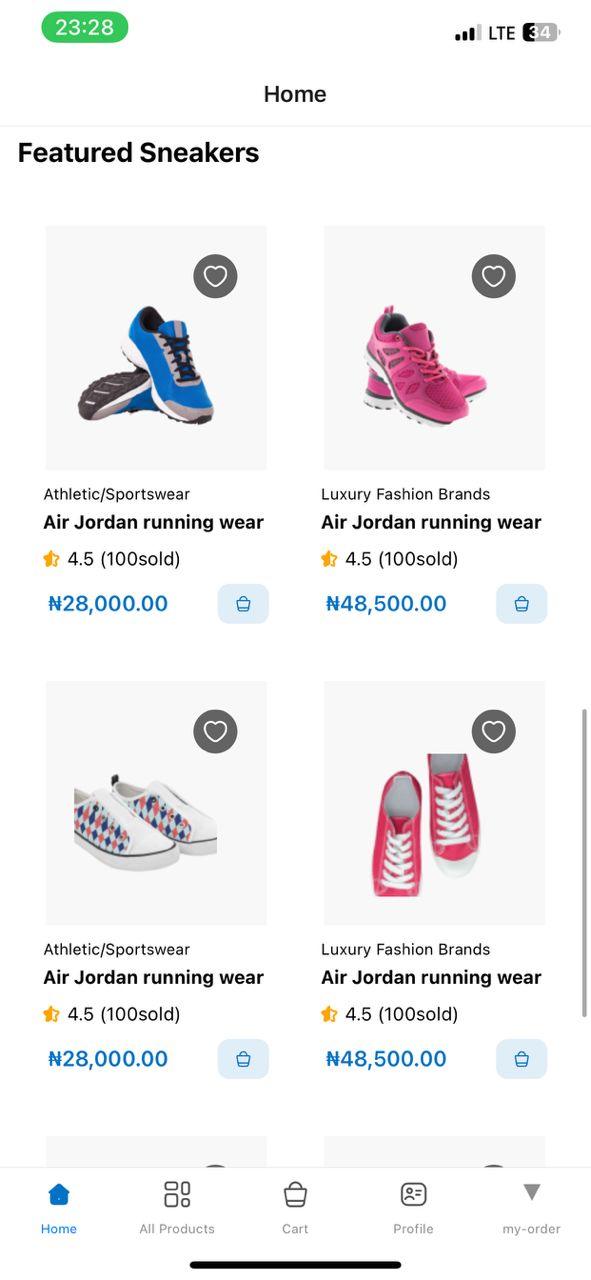 23:28
LTE 34
Home
Featured Sneakers
Athletic/Sportswear
Air Jordan running wear
4.5 (100sold)
₦28,000.00
Luxury Fashion Brands
Air Jordan running wear
4.5 (100sold)
₦48,500.00
Athletic/Sportswear
Air Jordan running wear
4.5 (100sold)
₦28,000.00
Luxury Fashion Brands
Air Jordan running wear
4.5 (100sold)
₦48,500.00
Home
All Products
Cart
Profile
my-order